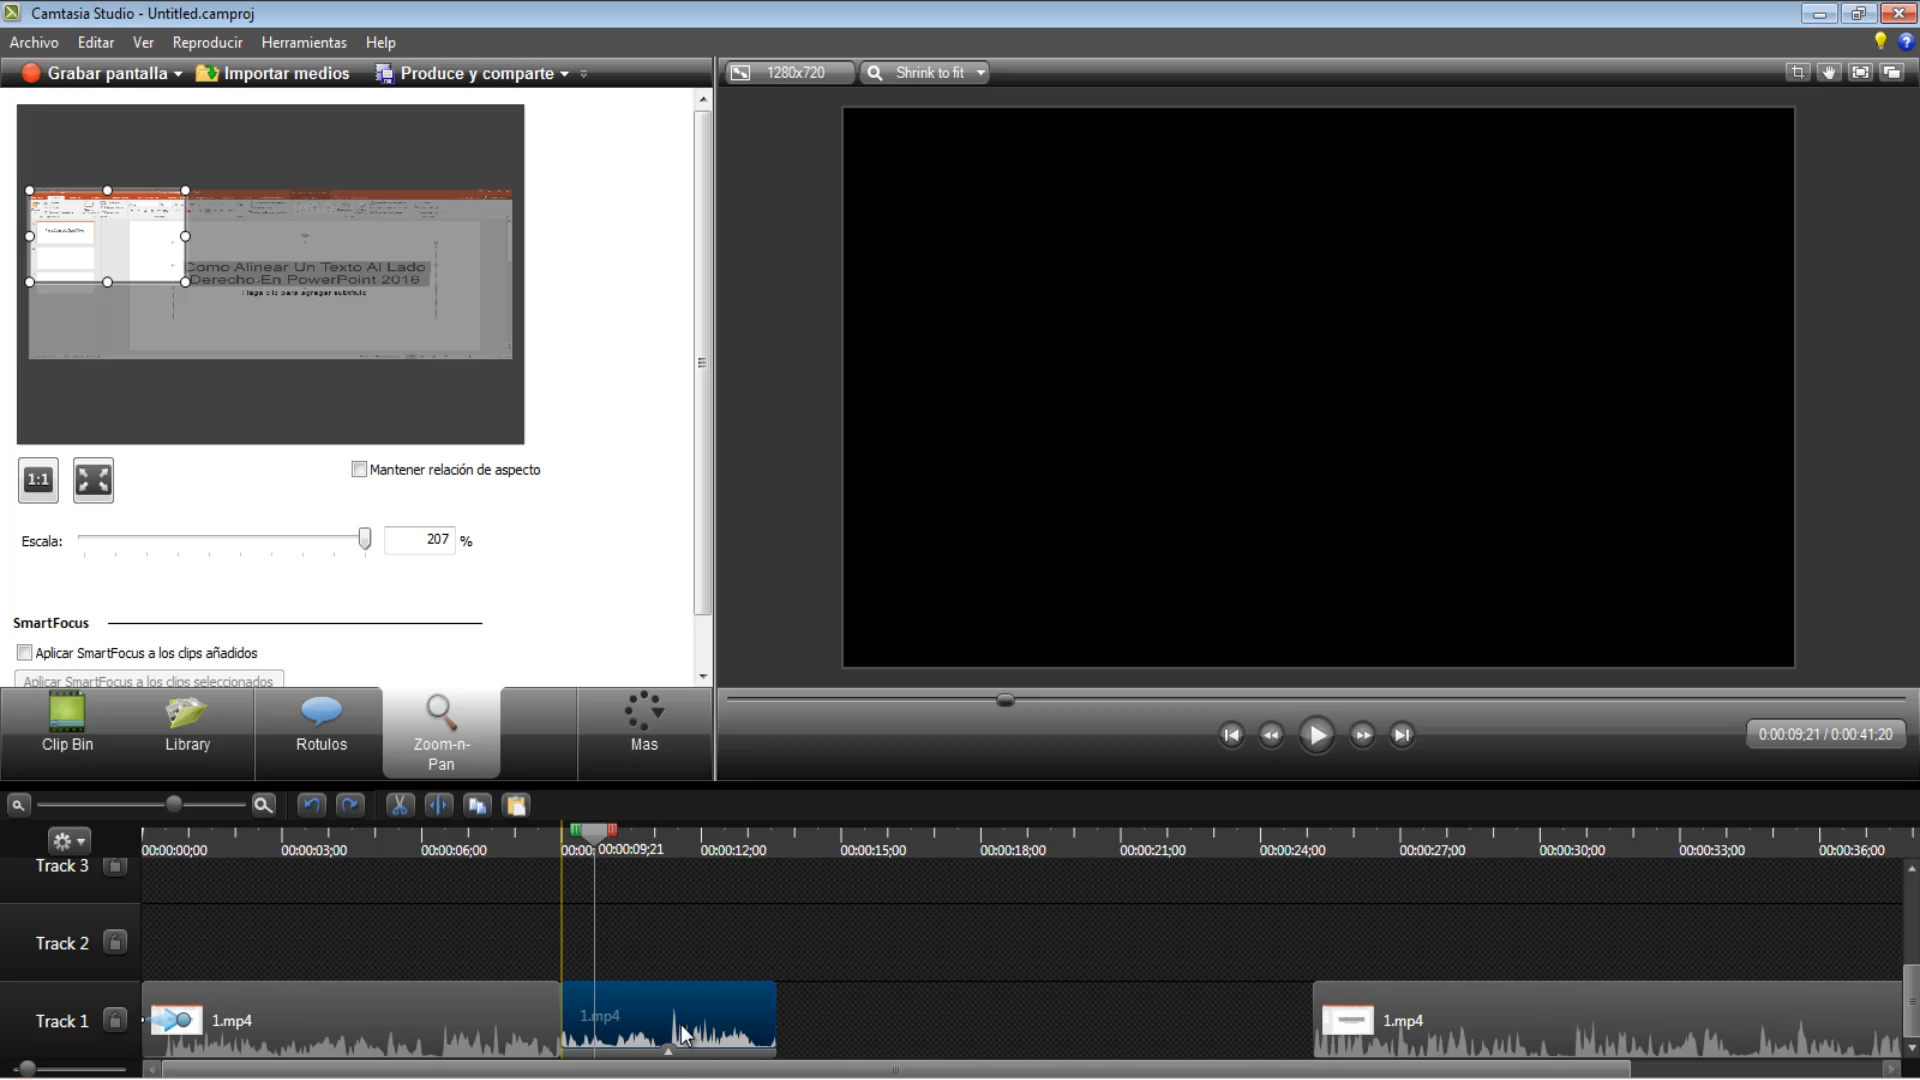 Camtasia Studio - Untitled.camproj
Archivo Editar Ver Reproducir Herramientas Help
Grabar pantalla Importar medios Produce y comparte
1280x720 Shrink to fit
Como Alinear Un Texto Al Lado
Derecho En PowerPoint 2016
Haga clic para agregar subtítulo
1:1
Mantener relación de aspecto
Escala: 207 %
SmartFocus
Aplicar SmartFocus a los clips añadidos
Aplicar SmartFocus a los clips seleccionados
Clip Bin Library Rotulos Zoom-n-Pan Mas
0:00:09;21 / 0:00:41;20
00:00:00;00 00:00:03;00 00:00:06;00 00:00: 00:00:09;21 00:00:12;00 00:00:15;00 00:00:18;00 00:00:21;00 00:00:24;00 00:00:27;00 00:00:30;00 00:00:33;00 00:00:36;00
Track 3
Track 2
Track 1 1.mp4 1.mp4 1.mp4